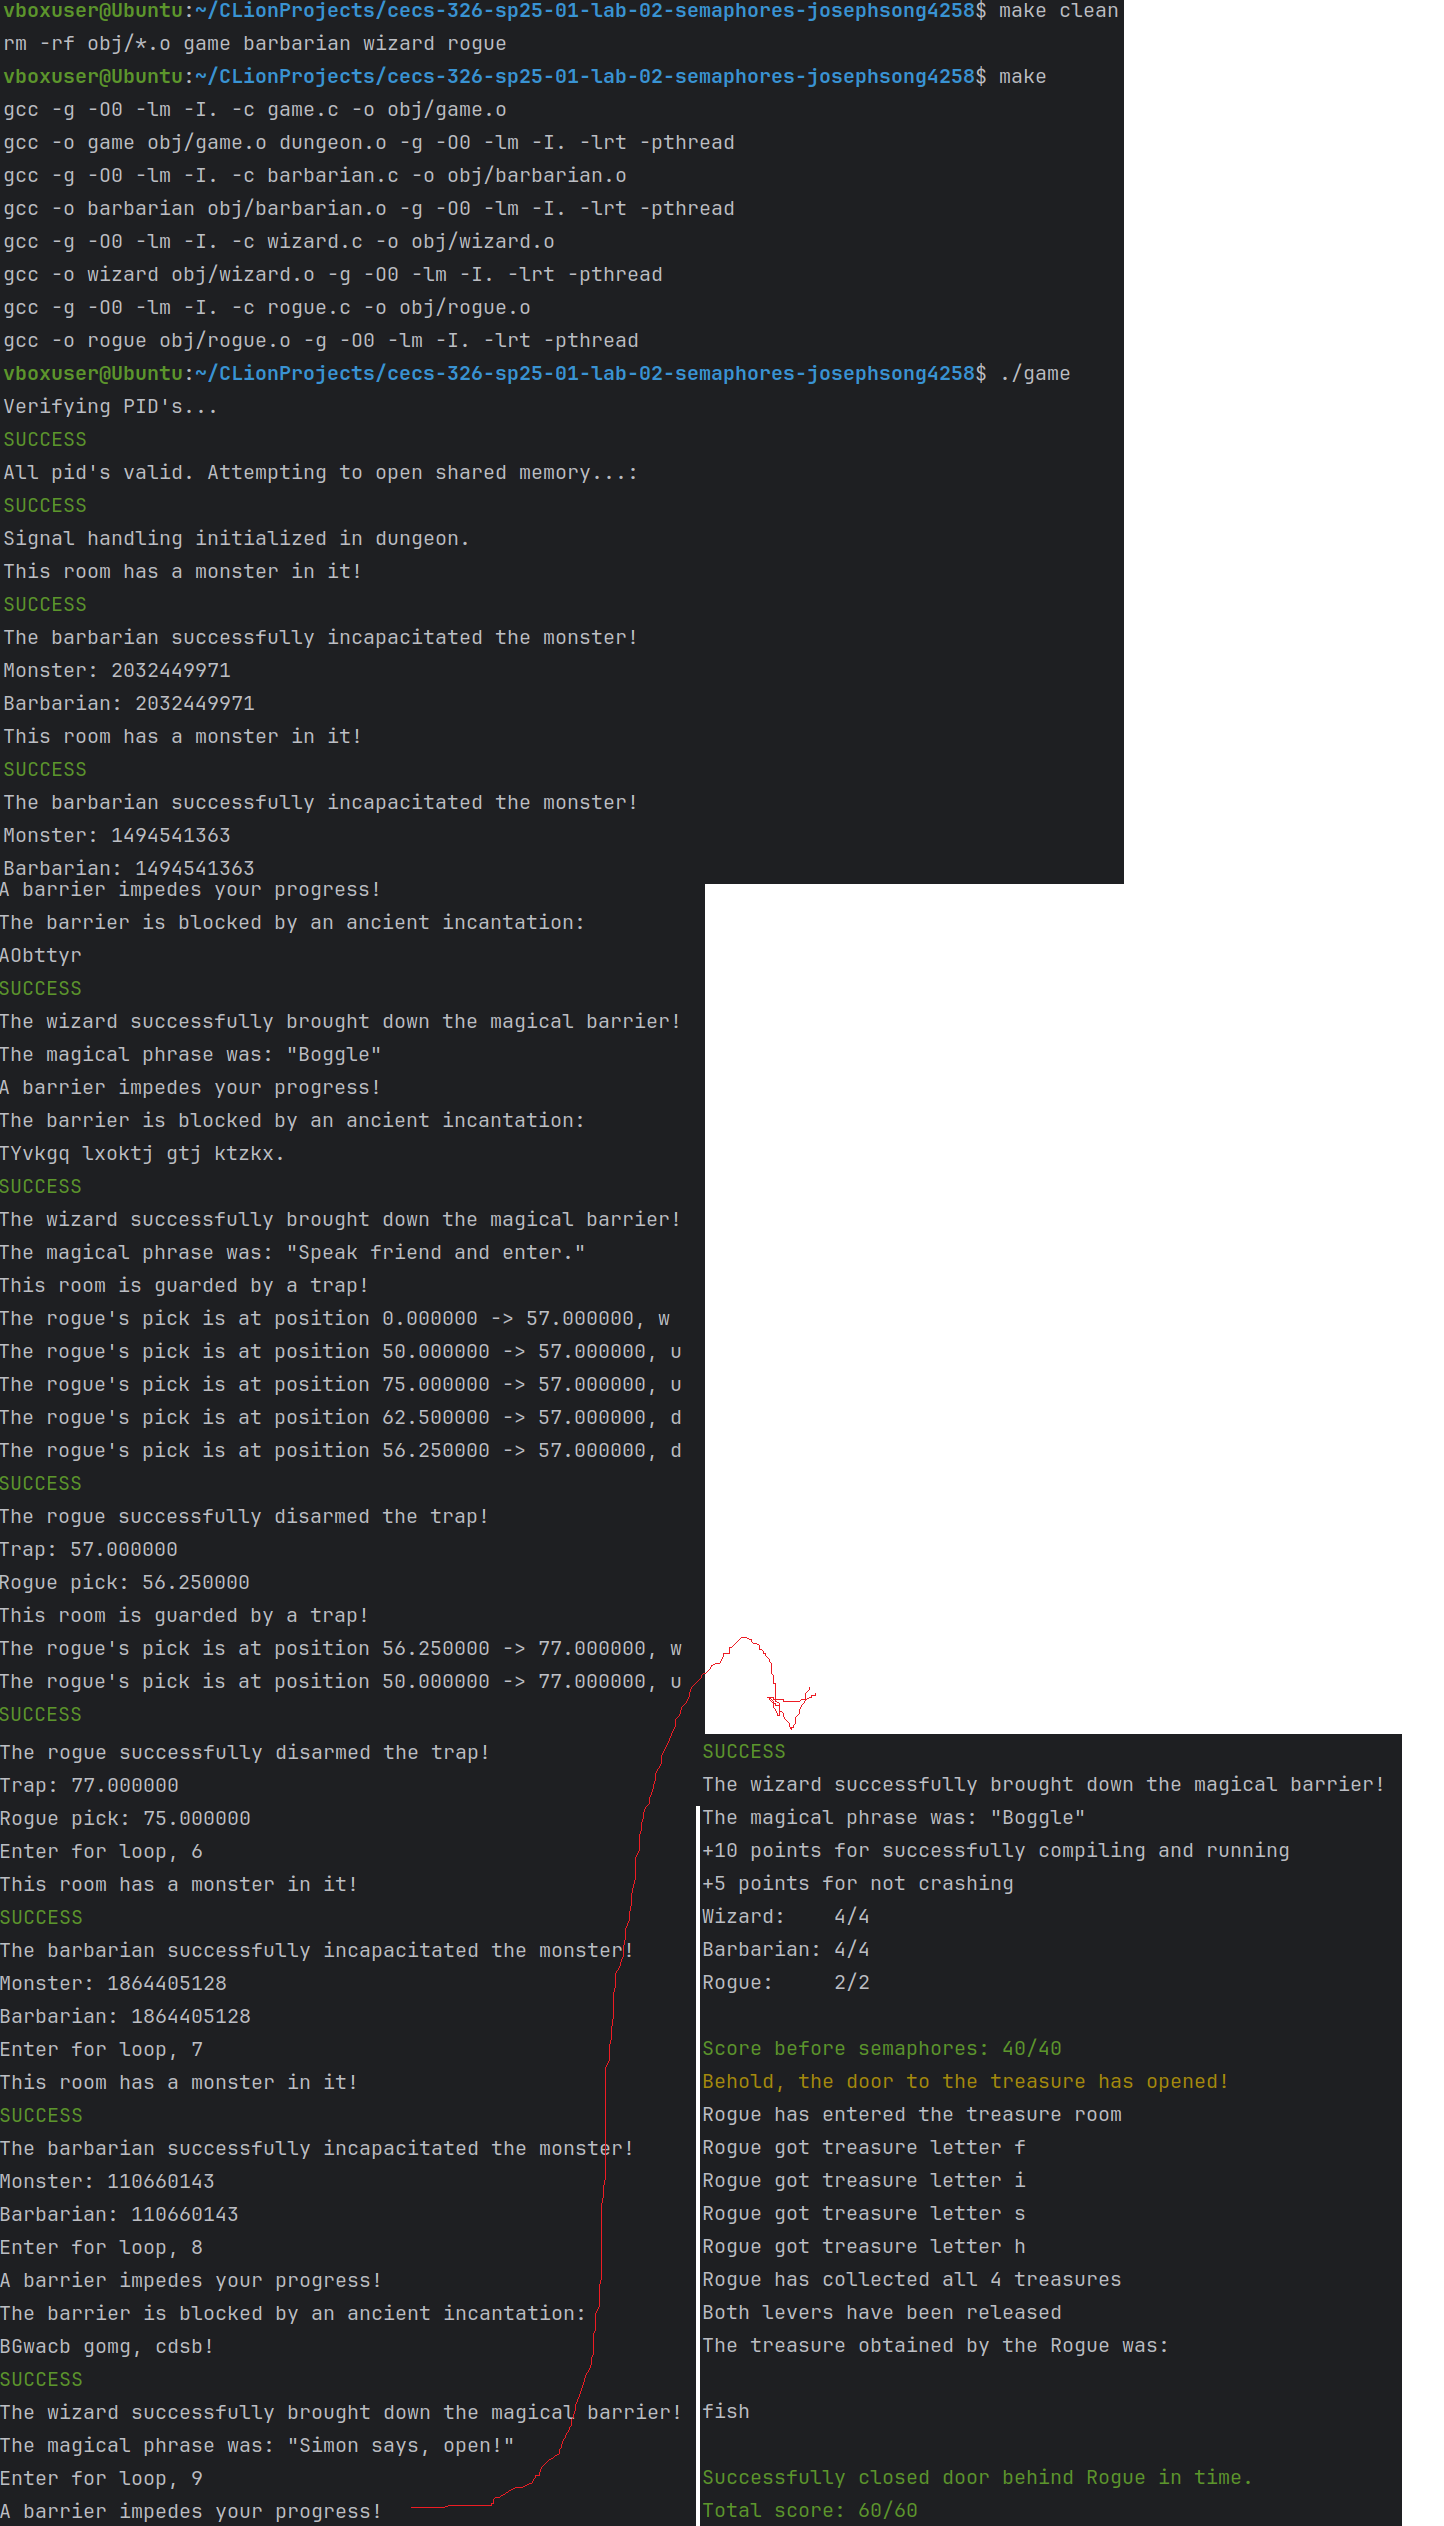 vboxuser@Ubuntu:~/CLionProjects/cecs-326-sp25-01-lab-02-semaphores-josephsong4258$ make clean
rm -rf obj/*.o game barbarian wizard rogue
vboxuser@Ubuntu:~/CLionProjects/cecs-326-sp25-01-lab-02-semaphores-josephsong4258$ make
gcc -g -O0 -lm -I. -c game.c -o obj/game.o
gcc -o game obj/game.o dungeon.o -g -O0 -lm -I. -lrt -pthread
gcc -g -O0 -lm -I. -c barbarian.c -o obj/barbarian.o
gcc -o barbarian obj/barbarian.o -g -O0 -lm -I. -lrt -pthread
gcc -g -O0 -lm -I. -c wizard.c -o obj/wizard.o
gcc -o wizard obj/wizard.o -g -O0 -lm -I. -lrt -pthread
gcc -g -O0 -lm -I. -c rogue.c -o obj/rogue.o
gcc -o rogue obj/rogue.o -g -O0 -lm -I. -lrt -pthread
vboxuser@Ubuntu:~/CLionProjects/cecs-326-sp25-01-lab-02-semaphores-josephsong4258$ ./game
Verifying PID's...
SUCCESS
All pid's valid. Attempting to open shared memory...:
SUCCESS
Signal handling initialized in dungeon.
This room has a monster in it!
SUCCESS
The barbarian successfully incapacitated the monster!
Monster: 2032449971
Barbarian: 2032449971
This room has a monster in it!
SUCCESS
The barbarian successfully incapacitated the monster!
Monster: 1494541363
Barbarian: 1494541363
A barrier impedes your progress!
The barrier is blocked by an ancient incantation:
AObttyr
SUCCESS
The wizard successfully brought down the magical barrier!
The magical phrase was: "Boggle"
A barrier impedes your progress!
The barrier is blocked by an ancient incantation:
TYvkgq lxoktj gtj ktzkx.
SUCCESS
The wizard successfully brought down the magical barrier!
The magical phrase was: "Speak friend and enter."
This room is guarded by a trap!
The rogue's pick is at position 0.000000 -> 57.000000, w
The rogue's pick is at position 50.000000 -> 57.000000, u
The rogue's pick is at position 75.000000 -> 57.000000, u
The rogue's pick is at position 62.500000 -> 57.000000, d
The rogue's pick is at position 56.250000 -> 57.000000, d
SUCCESS
The rogue successfully disarmed the trap!
Trap: 57.000000
Rogue pick: 56.250000
This room is guarded by a trap!
The rogue's pick is at position 56.250000 -> 77.000000, w
The rogue's pick is at position 50.000000 -> 77.000000, u
SUCCESS
The rogue successfully disarmed the trap!
Trap: 77.000000
Rogue pick: 75.000000
Enter for loop, 6
This room has a monster in it!
SUCCESS
The barbarian successfully incapacitated the monster!
Monster: 1864405128
Barbarian: 1864405128
Enter for loop, 7
This room has a monster in it!
SUCCESS
The barbarian successfully incapacitated the monster!
Monster: 110660143
Barbarian: 110660143
Enter for loop, 8
A barrier impedes your progress!
The barrier is blocked by an ancient incantation:
BGwacb gomg, cdsb!
SUCCESS
The wizard successfully brought down the magical barrier!
The magical phrase was: "Simon says, open!"
Enter for loop, 9
A barrier impedes your progress!
SUCCESS
The wizard successfully brought down the magical barrier!
The magical phrase was: "Boggle"
+10 points for successfully compiling and running
+5 points for not crashing
Wizard:    4/4
Barbarian: 4/4
Rogue:     2/2
Score before semaphores: 40/40
Behold, the door to the treasure has opened!
Rogue has entered the treasure room
Rogue got treasure letter f
Rogue got treasure letter i
Rogue got treasure letter s
Rogue got treasure letter h
Rogue has collected all 4 treasures
Both levers have been released
The treasure obtained by the Rogue was:
fish
Successfully closed door behind Rogue in time.
Total score: 60/60